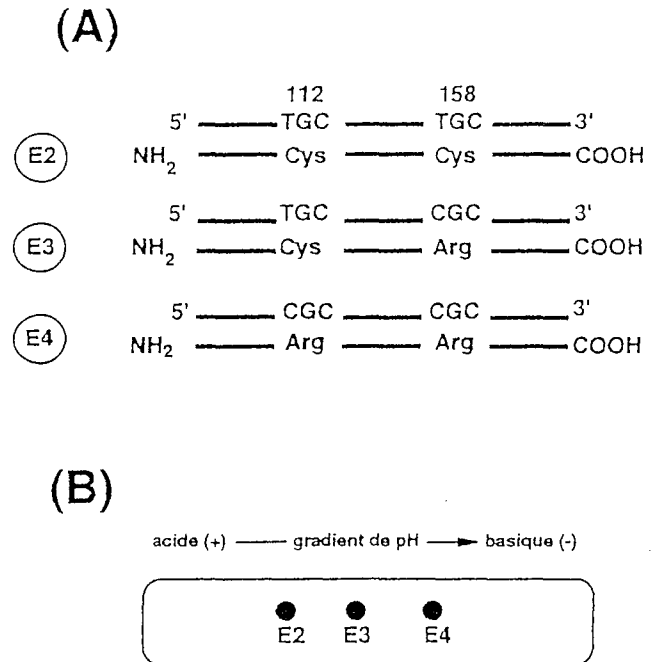 (A)
112 158
5' TGC TGC 3'
E2 NH2 Cys Cys COOH
5' TGC CGC 3'
E3 NH2 Cys Arg COOH
5' CGC CGC 3'
E4 NH2 Arg Arg COOH
(B)
acide (+) gradient de pH basique (-)
E2 E3 E4